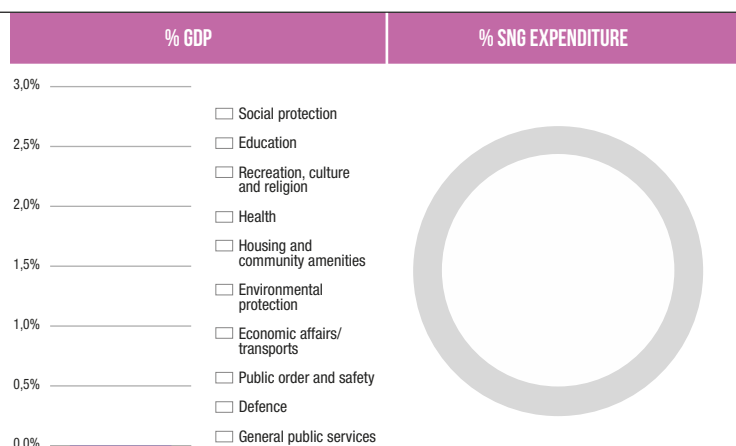 % GDP
% SNG EXPENDITURE
3,0%
2,5%
2,0%
1,5%
1,0%
0,5%
0,0%
Social protection
Education
Recreation, culture
and religion
Health
Housing and
community amenities
Environmental
protection
Economic affairs/
transports
Public order and safety
Defence
General public services